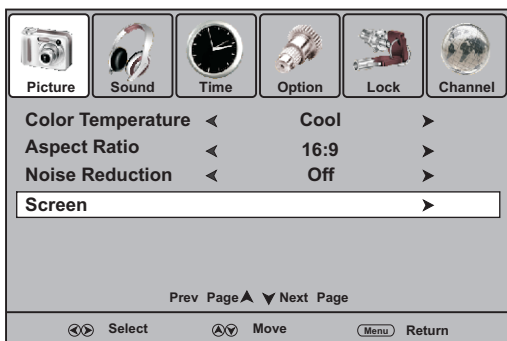 Picture Sound Time Option Lock Channel
Color Temperature Cool
Aspect Ratio 16:9
Noise Reduction Off
Screen
Prev Page Next Page
Select Move Menu Return